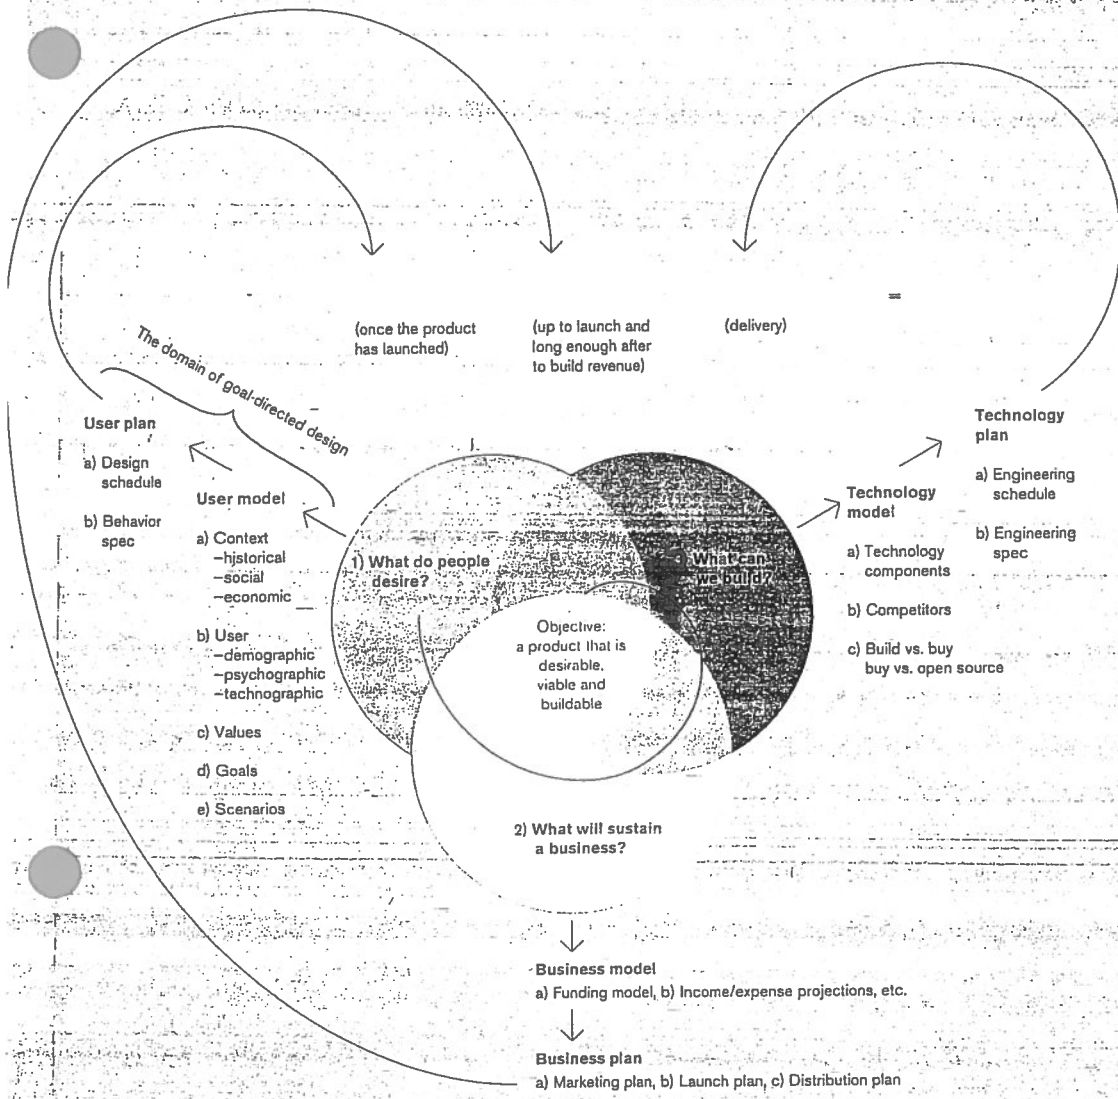 (once the product
has launched)
(up to launch and
long enough after
to build revenue)
(delivery)
=
The domain of goal-directed design
User plan
a) Design
schedule
b) Behavior
spec
User model
a) Context
–historical
–social
–economic
b) User
–demographic
–psychographic
–technographic
c) Values
d) Goals
e) Scenarios
1) What do people
desire?
What can
we build?
Objective:
a product that is
desirable,
viable and
buildable
2) What will sustain
a business?
Technology
model
a) Technology
components
b) Competitors
c) Build vs. buy
buy vs. open source
Technology
plan
a) Engineering
schedule
b) Engineering
spec
Business model
a) Funding model, b) Income/expense projections, etc.
Business plan
a) Marketing plan, b) Launch plan, c) Distribution plan